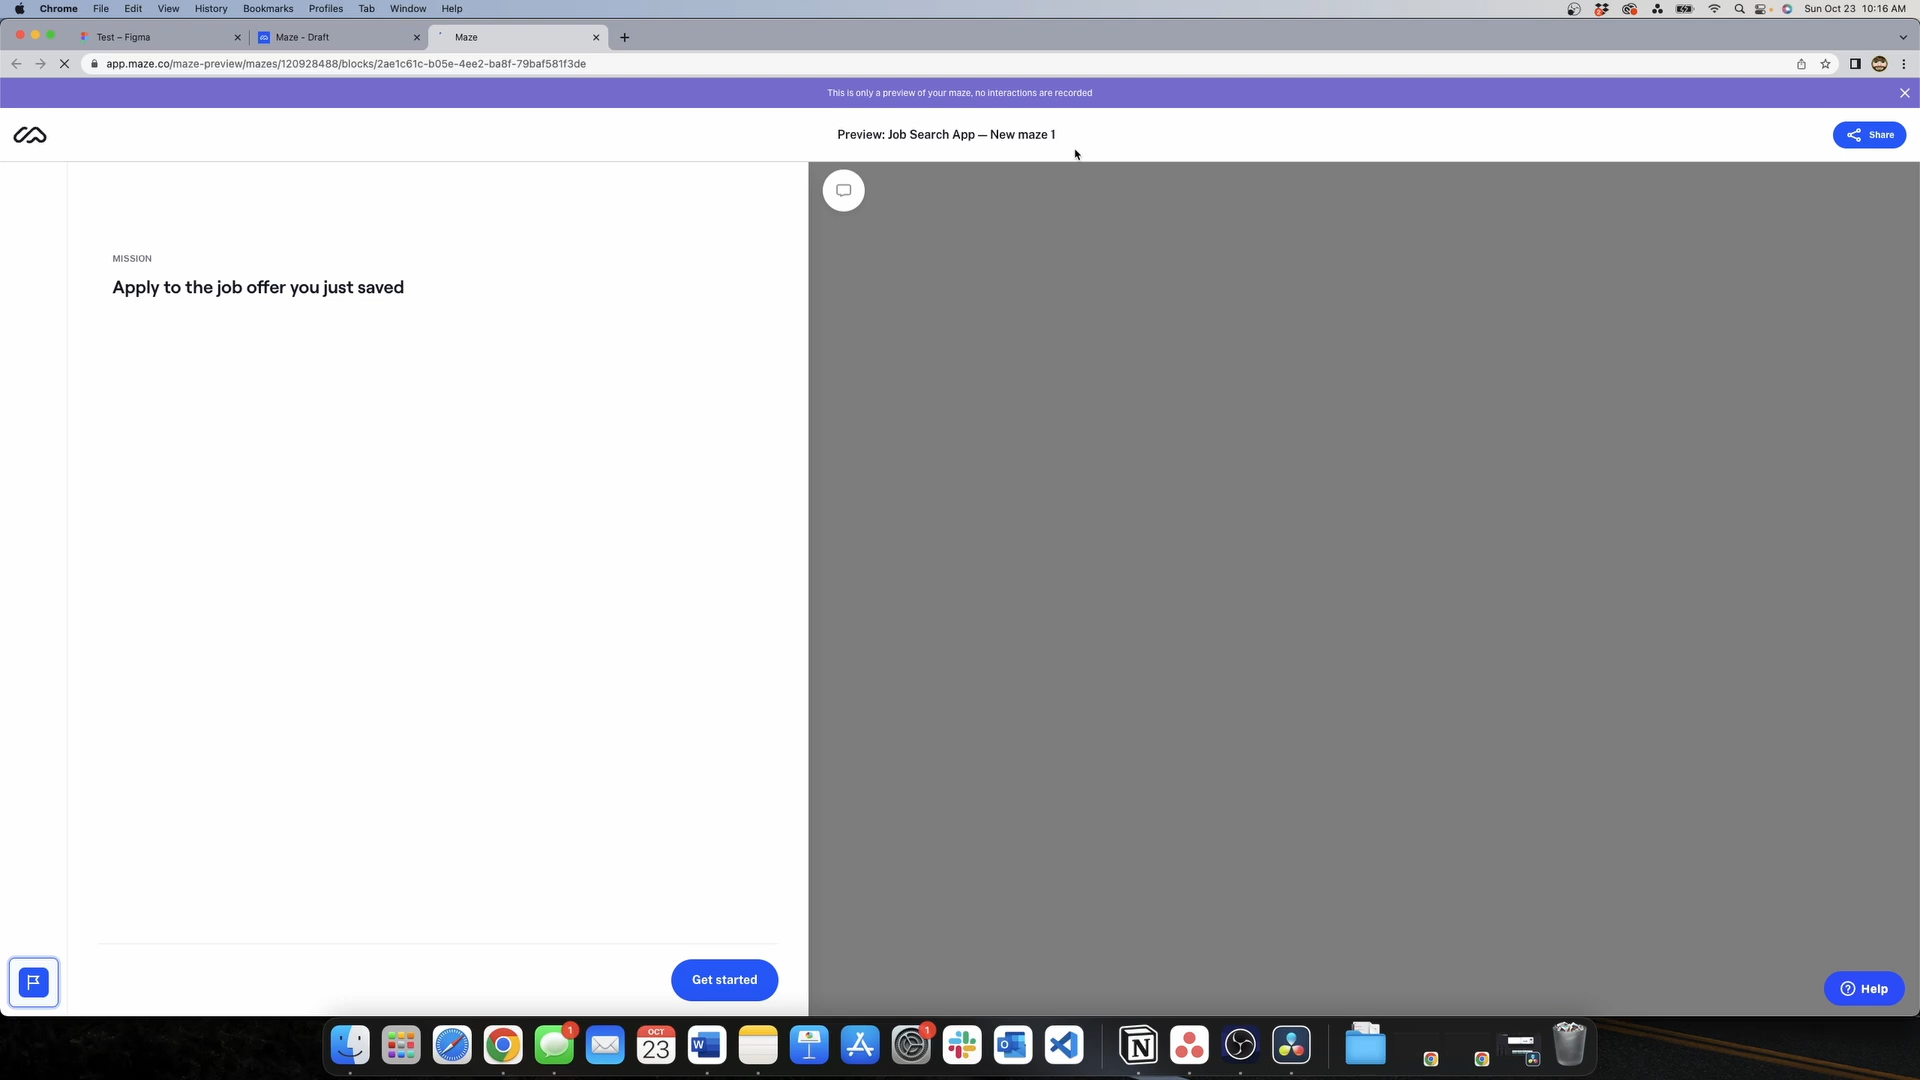 Chrome File Edit View History Bookmarks Profiles Tab Window Help Sun Oct 23 10:16 AM
Test – Figma Maze - Draft Maze
app.maze.co/maze-preview/mazes/120928488/blocks/2ae1c61c-b05e-4ee2-ba8f-79baf581f3de
This is only a preview of your maze, no interactions are recorded
Preview: Job Search App — New maze 1
Share
MISSION
Apply to the job offer you just saved
Get started
Help
1
OCT
23
W
1
N